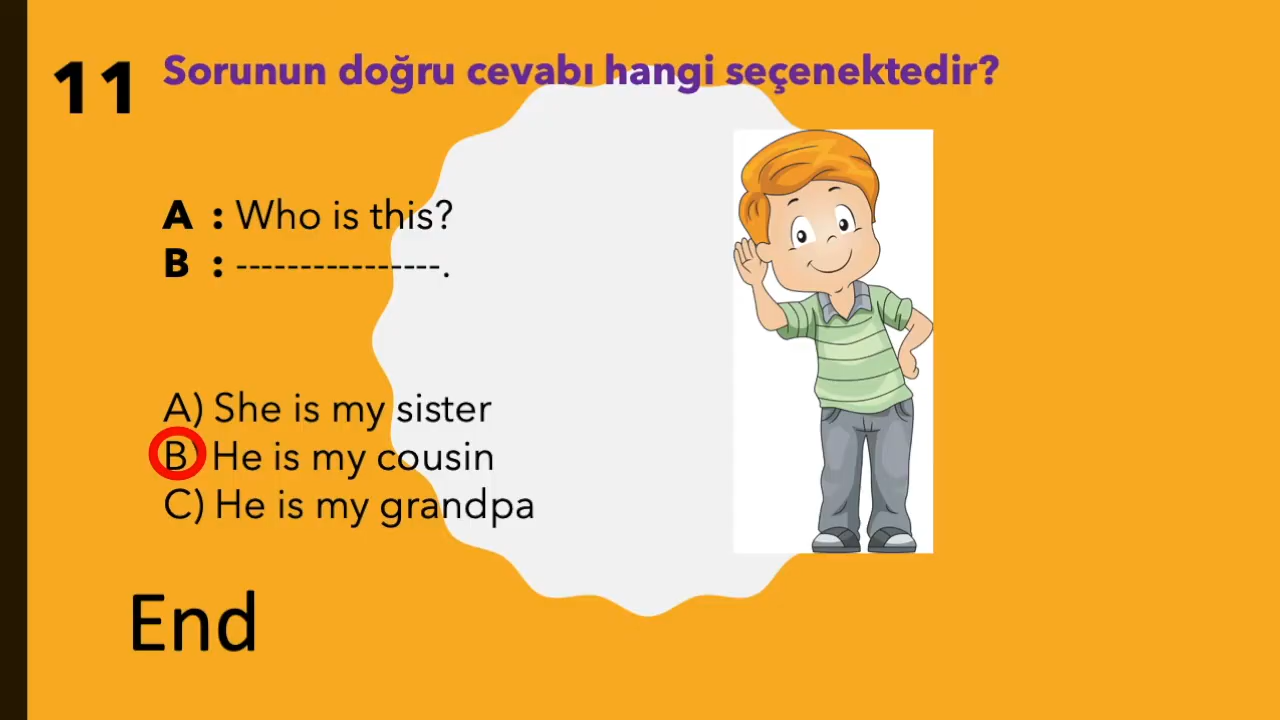 11 Sorunun doğru cevabı hangi seçenektedir?
A : Who is this?
B : ----------------.
A) She is my sister
B) He is my cousin
C) He is my grandpa
End